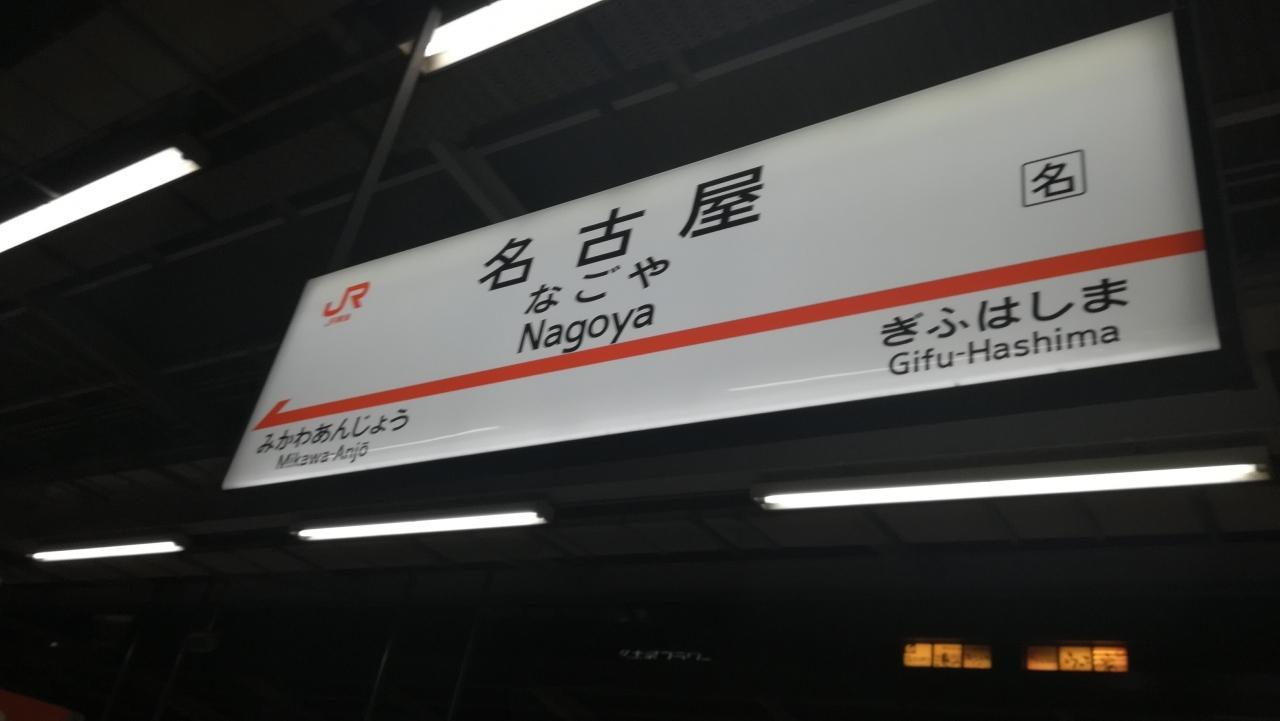 名古屋
名
なごや
Nagoya
JR
ぎふはしま
Gifu-Hashima
みかわあんじょう
Mikawa-Anjō